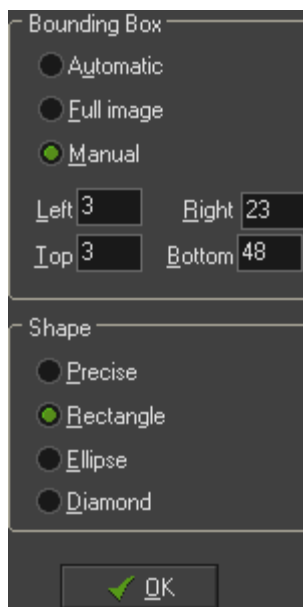 Bounding Box
Automatic
Full image
Manual
Left 3 Right 23
Top 3 Bottom 48
Shape
Precise
Rectangle
Ellipse
Diamond
OK